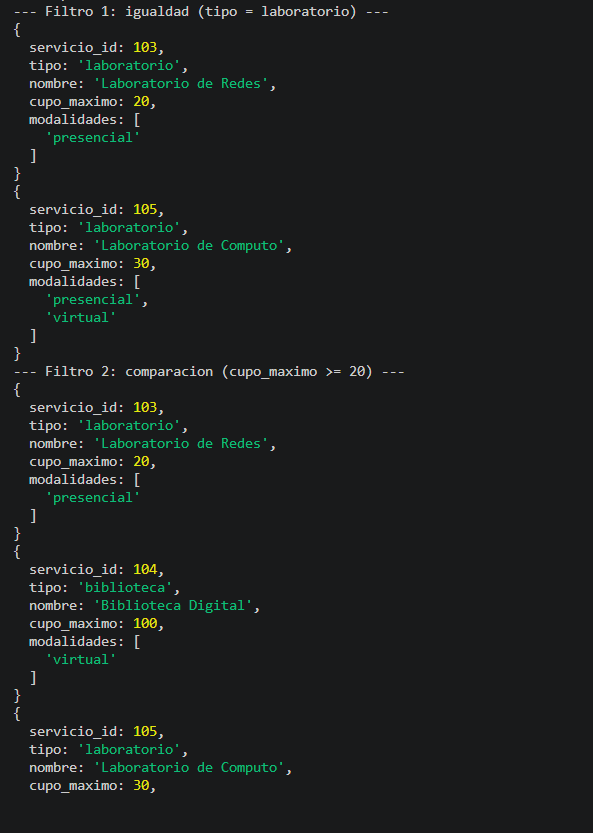 --- Filtro 1: igualdad (tipo = laboratorio) ---
{
  servicio_id: 103,
  tipo: 'laboratorio',
  nombre: 'Laboratorio de Redes',
  cupo_maximo: 20,
  modalidades: [
    'presencial'
  ]
}
{
  servicio_id: 105,
  tipo: 'laboratorio',
  nombre: 'Laboratorio de Computo',
  cupo_maximo: 30,
  modalidades: [
    'presencial',
    'virtual'
  ]
}
--- Filtro 2: comparacion (cupo_maximo >= 20) ---
{
  servicio_id: 103,
  tipo: 'laboratorio',
  nombre: 'Laboratorio de Redes',
  cupo_maximo: 20,
  modalidades: [
    'presencial'
  ]
}
{
  servicio_id: 104,
  tipo: 'biblioteca',
  nombre: 'Biblioteca Digital',
  cupo_maximo: 100,
  modalidades: [
    'virtual'
  ]
}
{
  servicio_id: 105,
  tipo: 'laboratorio',
  nombre: 'Laboratorio de Computo',
  cupo_maximo: 30,